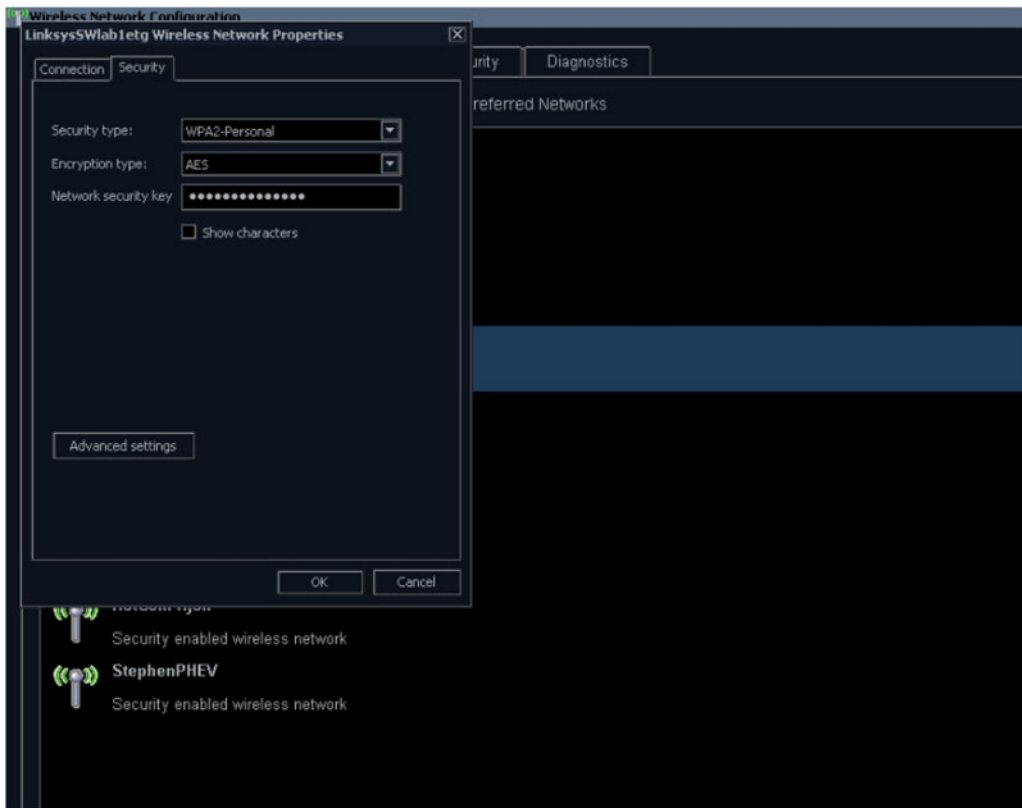 Wireless Network Configuration
LinksysSWlab1etg Wireless Network Properties
Connection
Security
urity
Diagnostics
referred Networks
Security type:
WPA2-Personal
Encryption type:
AES
Network security key
Show characters
Advanced settings
OK
Cancel
Security enabled wireless network
StephenPHEV
Security enabled wireless network